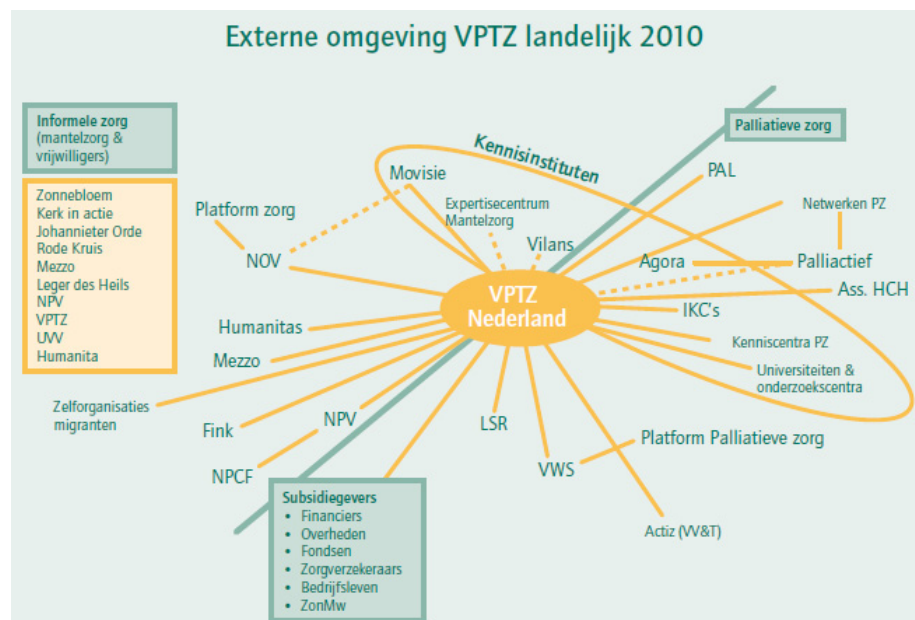 Externe omgeving VPTZ landelijk 2010
Informele zorg
(mantelzorg &
vrijwilligers)
Zonnebloem
Kerk in actie
Johannieter Orde
Rode Kruis
Mezzo
Leger des Heils
NPV
VPTZ
UVV
Humanita
Palliatieve zorg
Kennisinstituten
Movisie
PAL
Platform zorg
Expertisecentrum
Mantelzorg
Netwerken PZ
Vilans
NOV
Agora
Palliactief
VPTZ
Nederland
Ass. HCH
IKC's
Humanitas
Kenniscentra PZ
Mezzo
Universiteiten &
onderzoekscentra
Zelforganisaties
migranten
Fink
NPV
LSR
Platform Palliatieve zorg
NPCF
VWS
Subsidiegevers
• Financiers
• Overheden
• Fondsen
• Zorgverzekeraars
• Bedrijfsleven
• ZonMw
Actiz (VV&T)